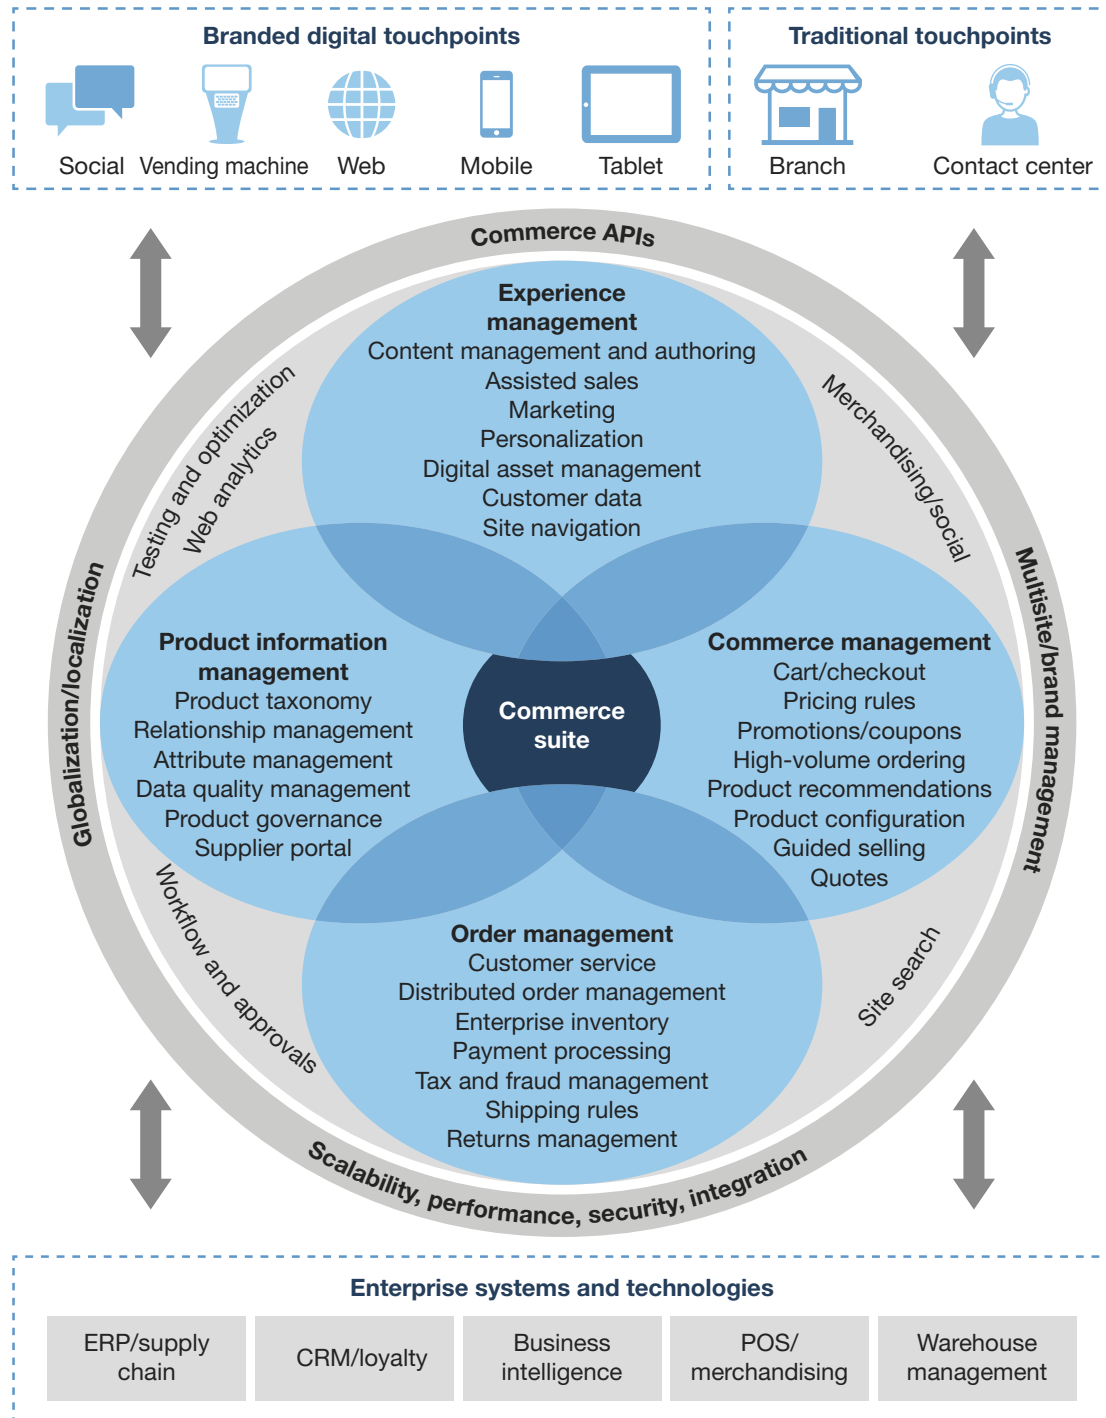 Branded digital touchpoints
Social
Vending machine
Web
Mobile
Tablet
Traditional touchpoints
Branch
Contact center
Commerce APIs
Globalization/localization
Multisite/brand management
Scalability, performance, security, integration
Testing and optimization
Web analytics
Merchandising/social
Workflow and approvals
Site search
Experience
management
Content management and authoring
Assisted sales
Marketing
Personalization
Digital asset management
Customer data
Site navigation
Product information
management
Product taxonomy
Relationship management
Attribute management
Data quality management
Product governance
Supplier portal
Commerce
suite
Commerce management
Cart/checkout
Pricing rules
Promotions/coupons
High-volume ordering
Product recommendations
Product configuration
Guided selling
Quotes
Order management
Customer service
Distributed order management
Enterprise inventory
Payment processing
Tax and fraud management
Shipping rules
Returns management
Enterprise systems and technologies
ERP/supply
chain
CRM/loyalty
Business
intelligence
POS/
merchandising
Warehouse
management